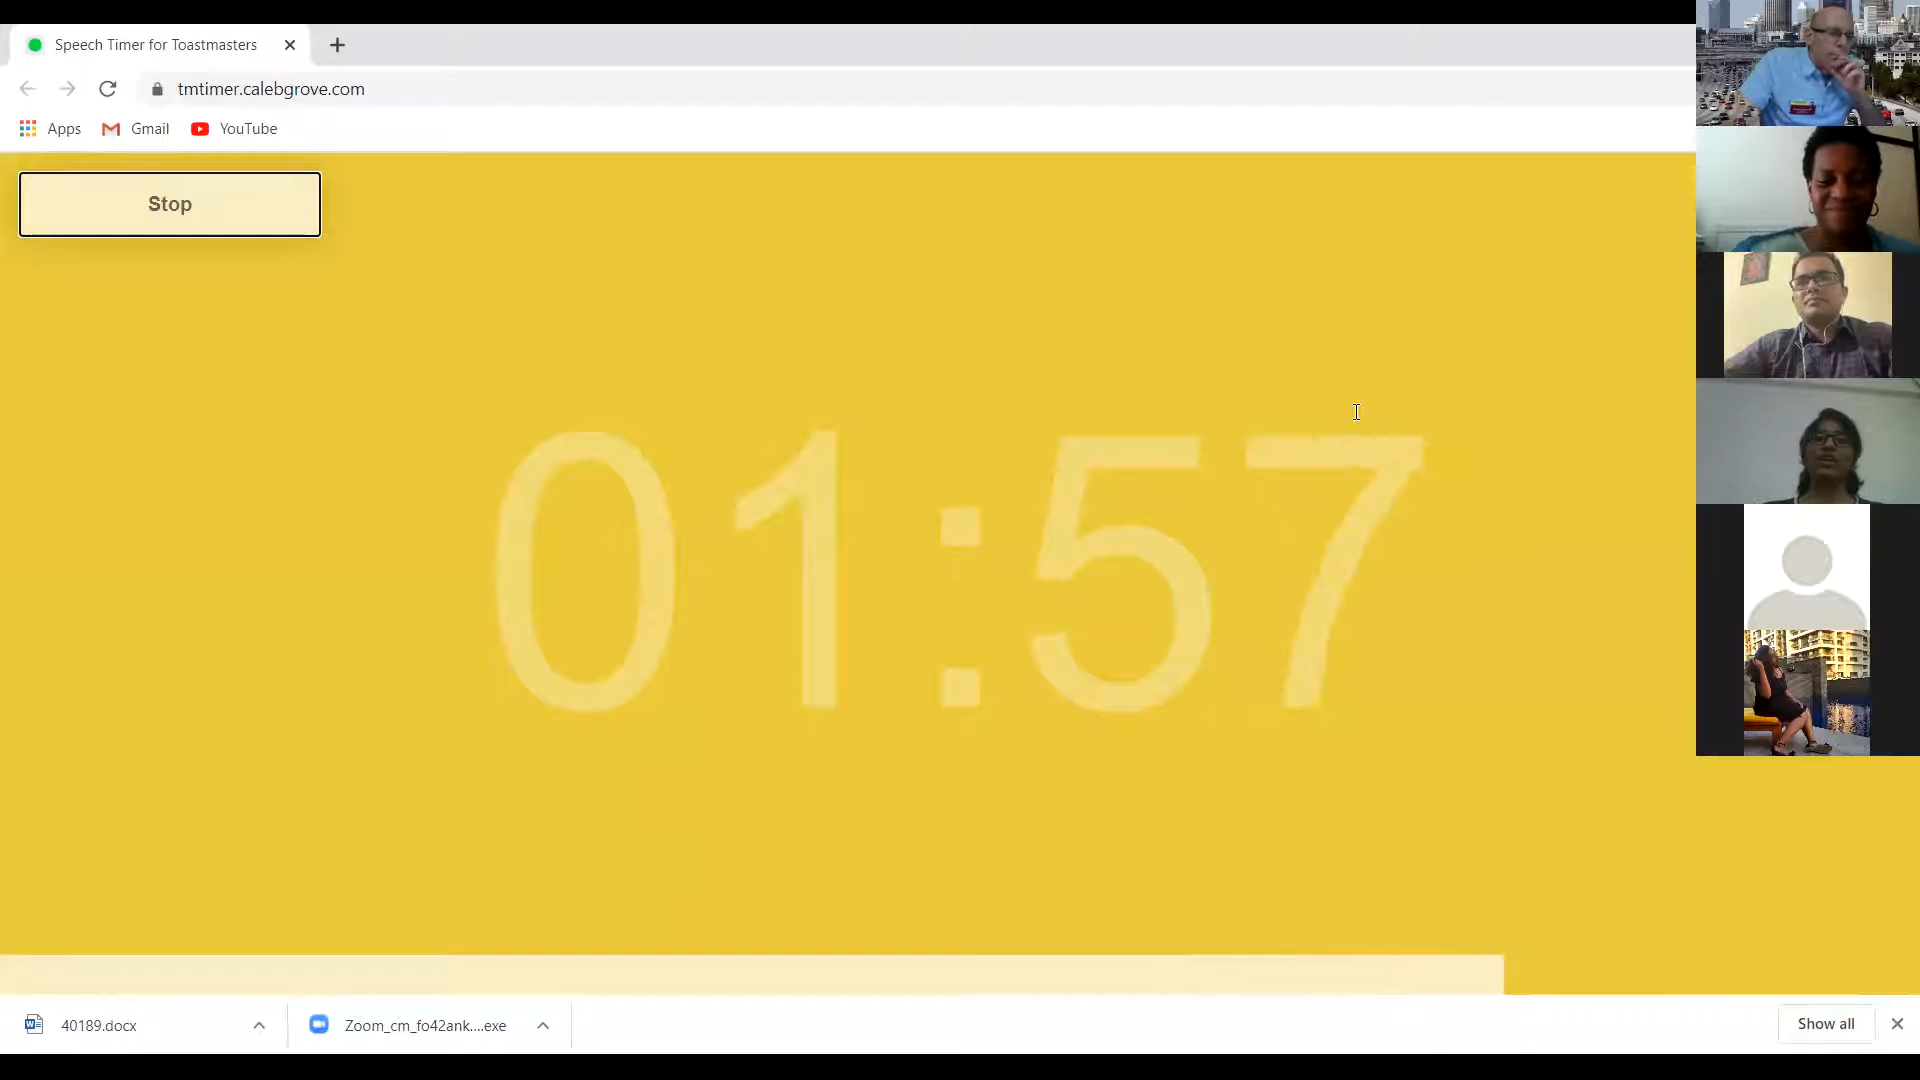 Speech Timer for Toastmasters
tmtimer.calebgrove.com
Apps Gmail YouTube
Stop
01:57
40189.docx Zoom_cm_fo42ank....exe Show all